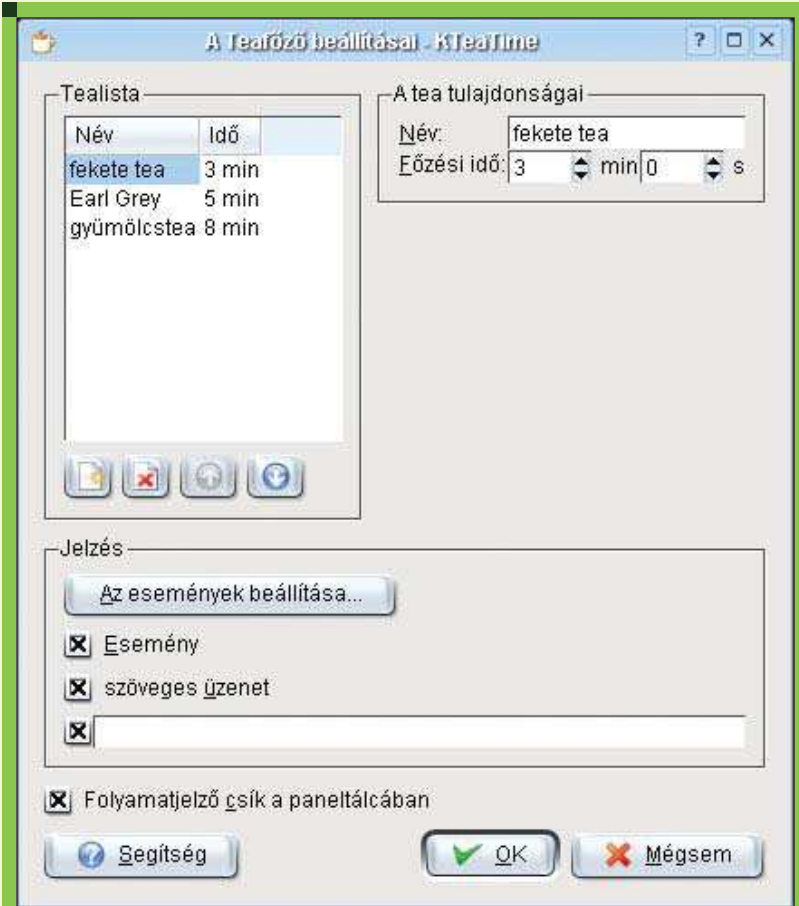 A Teafőző beállításai - KTeaTime
Tealista
Név Idő
fekete tea 3 min
Earl Grey 5 min
gyümölcstea 8 min
A tea tulajdonságai
Név: fekete tea
Főzési idő: 3 min 0 s
Jelzés
Az események beállítása...
Esemény
szöveges üzenet
Folyamatjelző csík a paneltálcában
Segítség OK Mégsem